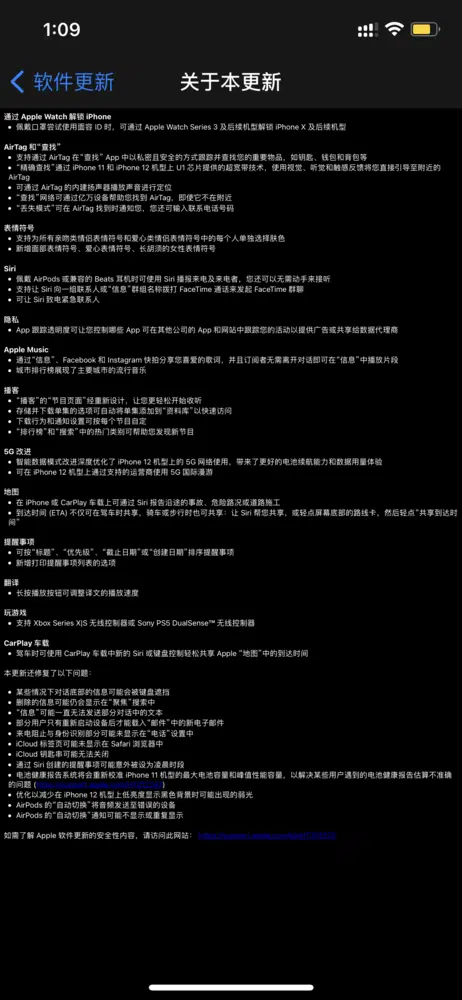 1:09
软件更新
关于本更新
通过 Apple Watch 解锁 iPhone
• 佩戴口罩尝试使用面容 ID 时，可通过 Apple Watch Series 3 及后续机型解锁 iPhone X 及后续机型
AirTag 和“查找”
• 支持通过 AirTag 在“查找” App 中以私密且安全的方式跟踪并查找您的重要物品，如钥匙、钱包和背包等
• “精确查找”通过 iPhone 11 和 iPhone 12 机型上 U1 芯片提供的超宽带技术，使用视觉、听觉和触感反馈将您直接引导至附近的
AirTag
• 可通过 AirTag 的内建扬声器播放声音进行定位
• “查找”网络可通过亿万设备帮助您找到 AirTag，即使它不在附近
• “丢失模式”可在 AirTag 找到时通知您，您还可输入联系电话号码
表情符号
• 支持为所有亲吻类情侣表情符号和爱心类情侣表情符号中的每个人单独选择肤色
• 新增面部表情符号、爱心表情符号、长胡须的女性表情符号
Siri
• 佩戴 AirPods 或兼容的 Beats 耳机时可使用 Siri 播报来电及来电者，您还可以无需动手来接听
• 支持让 Siri 向一组联系人或“信息”群组名称拨打 FaceTime 通话来发起 FaceTime 群聊
• 可让 Siri 致电紧急联系人
隐私
• App 跟踪透明度可让您控制哪些 App 可在其他公司的 App 和网站中跟踪您的活动以提供广告或共享给数据代理商
Apple Music
• 通过“信息”、Facebook 和 Instagram 快拍分享您喜爱的歌词，并且订阅者无需离开对话即可在“信息”中播放片段
• 城市排行榜展现了主要城市的流行音乐
播客
• “播客”的“节目页面”经重新设计，让您更轻松开始收听
• 存储并下载单集的选项可自动将单集添加到“资料库”以快速访问
• 下载行为和通知设置可按每个节目自定
• “排行榜”和“搜索”中的热门类别可帮助您发现新节目
5G 改进
• 智能数据模式改进深度优化了 iPhone 12 机型上的 5G 网络使用，带来了更好的电池续航能力和数据用量体验
• 可在 iPhone 12 机型上通过支持的运营商使用 5G 国际漫游
地图
• 在 iPhone 或 CarPlay 车载上可通过 Siri 报告沿途的事故、危险路况或道路施工
• 到达时间 (ETA) 不仅可在驾车时共享，骑车或步行时也可共享：让 Siri 帮您共享，或轻点屏幕底部的路线卡，然后轻点“共享到达时
间”
提醒事项
• 可按“标题”、“优先级”、“截止日期”或“创建日期”排序提醒事项
• 新增打印提醒事项列表的选项
翻译
• 长按播放按钮可调整译文的播放速度
玩游戏
• 支持 Xbox Series X|S 无线控制器或 Sony PS5 DualSense™ 无线控制器
CarPlay 车载
• 驾车时可使用 CarPlay 车载中新的 Siri 或键盘控制轻松共享 Apple “地图”中的到达时间
本更新还修复了以下问题：
• 某些情况下对话底部的信息可能会被键盘遮挡
• 删除的信息可能仍会显示在“聚焦”搜索中
• “信息”可能一直无法发送部分对话中的文本
• 部分用户只有重新启动设备后才能载入“邮件”中的新电子邮件
• 来电阻止与身份识别部分可能未显示在“电话”设置中
• iCloud 标签页可能未显示在 Safari 浏览器中
• iCloud 钥匙串可能无法关闭
• 通过 Siri 创建的提醒事项可能意外被设为凌晨时段
• 电池健康报告系统将会重新校准 iPhone 11 机型的最大电池容量和峰值性能容量，以解决某些用户遇到的电池健康报告估算不准确
的问题
• 优化以减少在 iPhone 12 机型上低亮度显示黑色背景时可能出现的弱光
• AirPods 的“自动切换”将音频发送至错误的设备
• AirPods 的“自动切换”通知可能不显示或重复显示
如需了解 Apple 软件更新的安全性内容，请访问此网站：